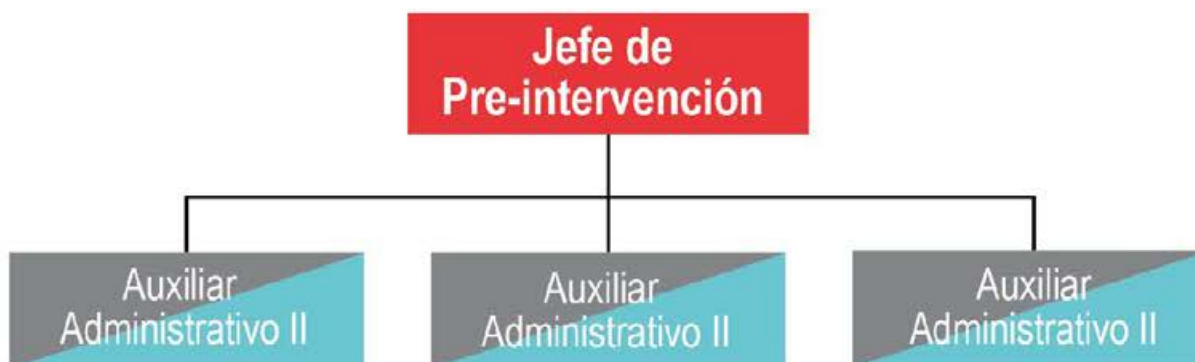 Jefe de
Pre-intervención
Auxiliar
Administrativo II
Auxiliar
Administrativo II
Auxiliar
Administrativo II